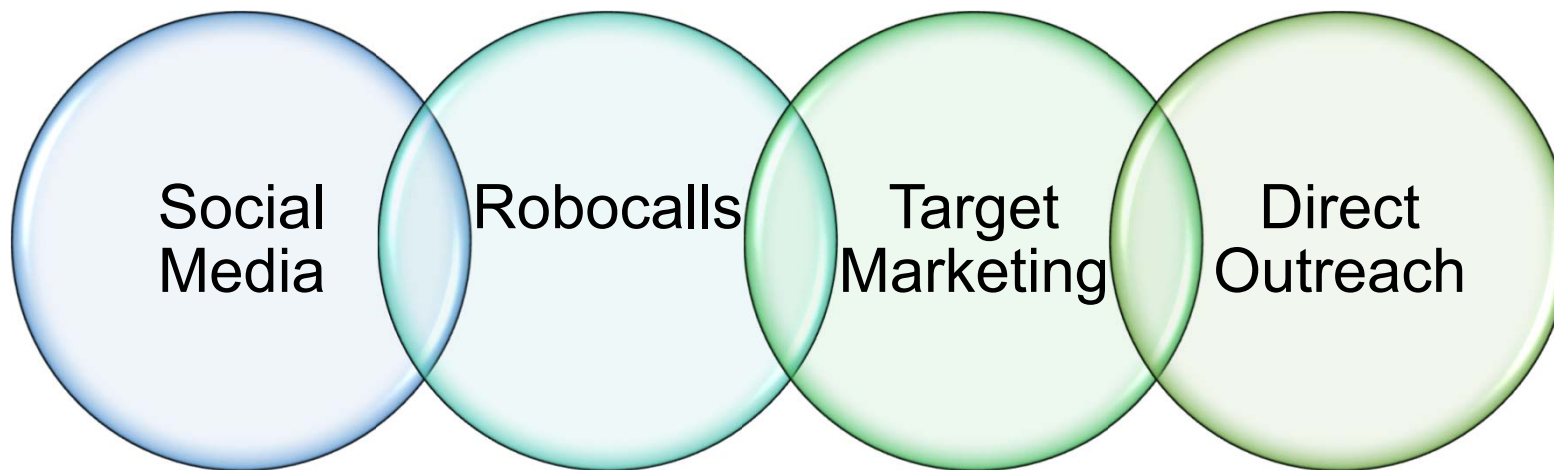 Social
Media
Robocalls
Target
Marketing
Direct
Outreach